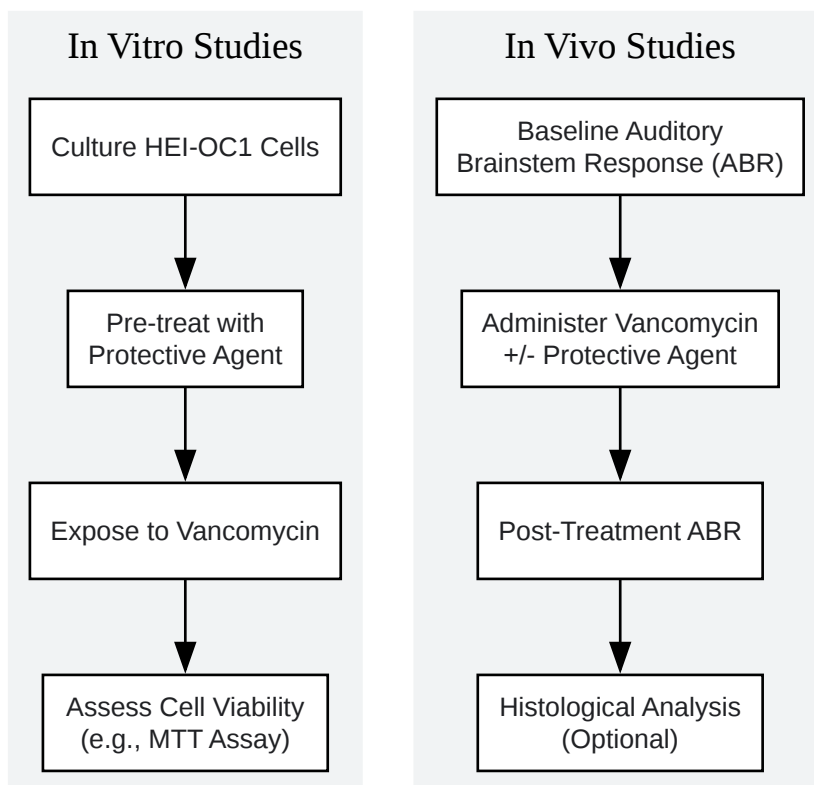 In Vitro Studies
Culture HEI-OC1 Cells
Pre-treat with
Protective Agent
Expose to Vancomycin
Assess Cell Viability
(e.g., MTT Assay)
In Vivo Studies
Baseline Auditory
Brainstem Response (ABR)
Administer Vancomycin
+/- Protective Agent
Post-Treatment ABR
Histological Analysis
(Optional)